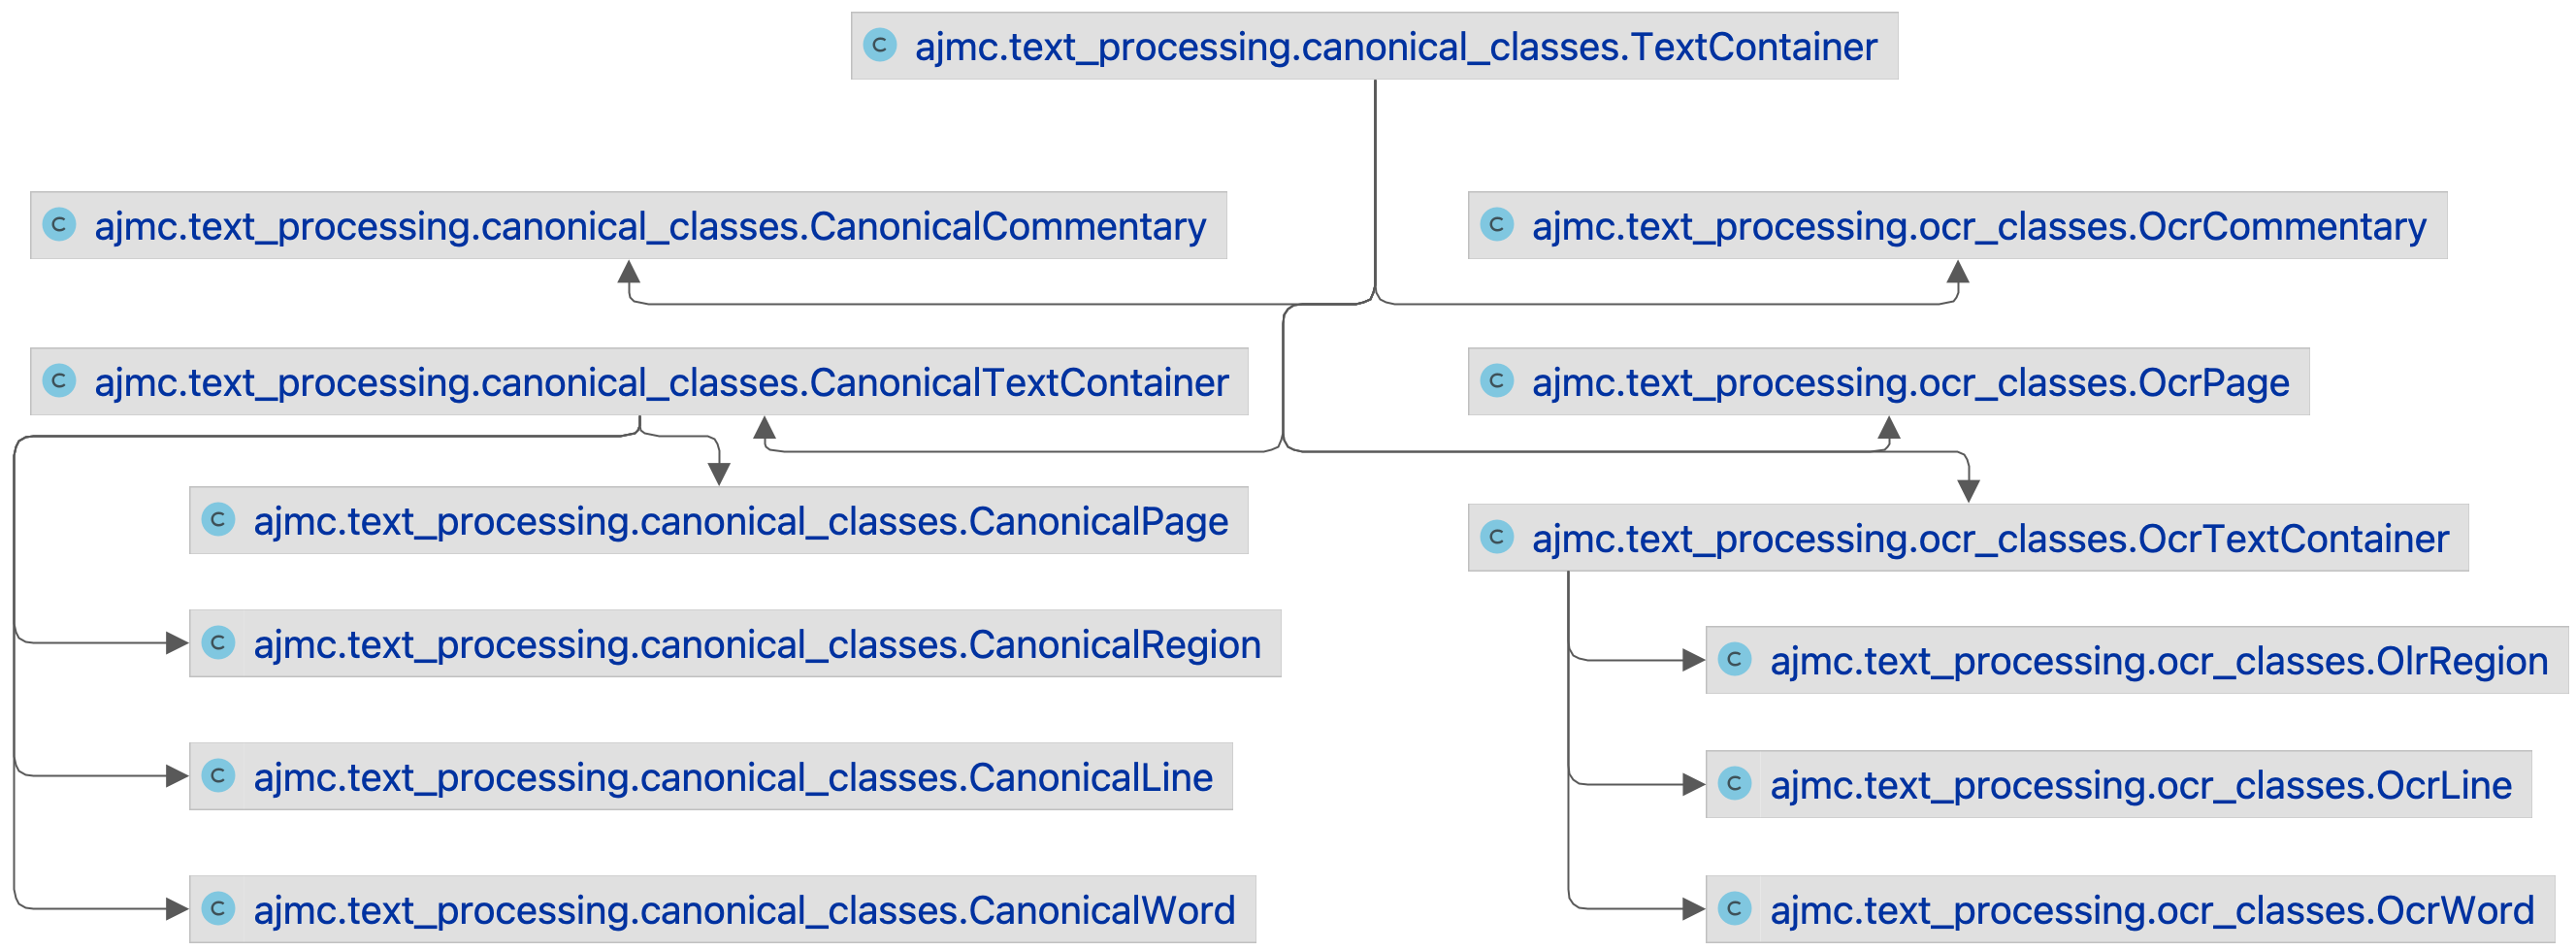 C ajmc.text_processing.canonical_classes.TextContainer
C ajmc.text_processing.canonical_classes.CanonicalCommentary
C ajmc.text_processing.ocr_classes.OcrCommentary
C ajmc.text_processing.canonical_classes.CanonicalTextContainer
C ajmc.text_processing.ocr_classes.OcrPage
C ajmc.text_processing.canonical_classes.CanonicalPage
C ajmc.text_processing.ocr_classes.OcrTextContainer
C ajmc.text_processing.canonical_classes.CanonicalRegion
C ajmc.text_processing.ocr_classes.OlrRegion
C ajmc.text_processing.canonical_classes.CanonicalLine
C ajmc.text_processing.ocr_classes.OcrLine
C ajmc.text_processing.canonical_classes.CanonicalWord
C ajmc.text_processing.ocr_classes.OcrWord